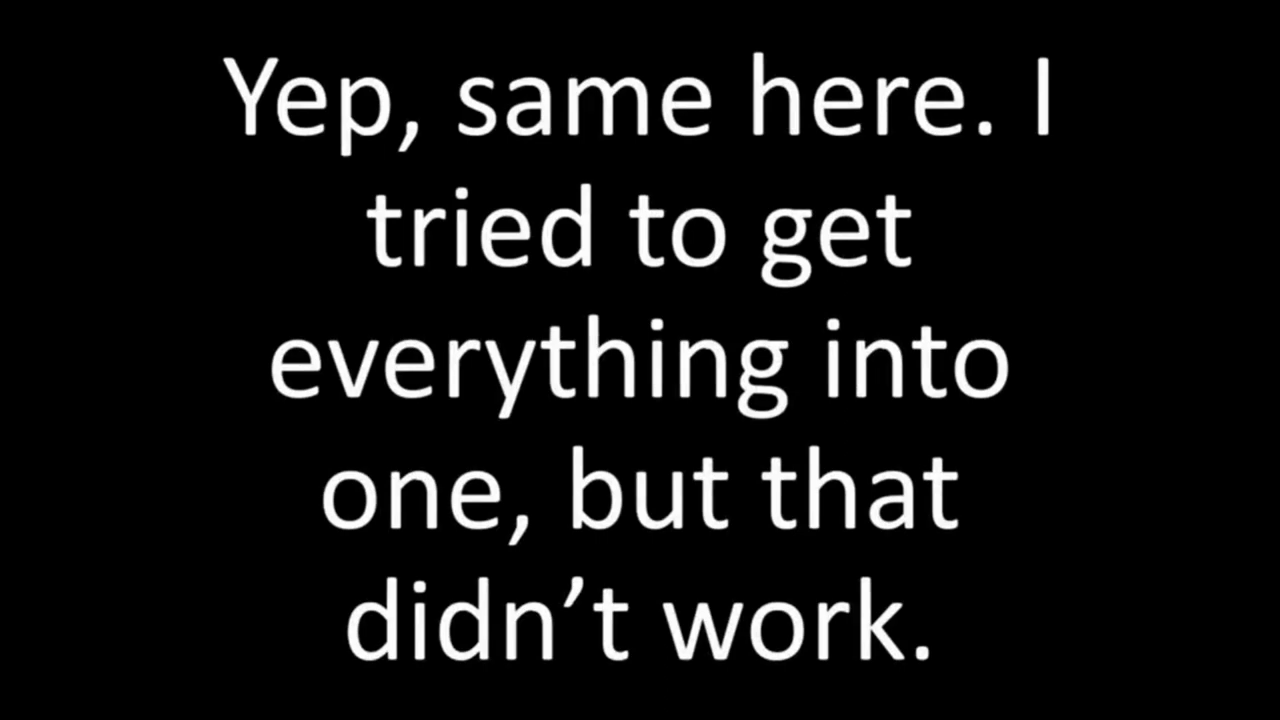 Yep, same here. I
tried to get
everything into
one, but that
didn’t work.